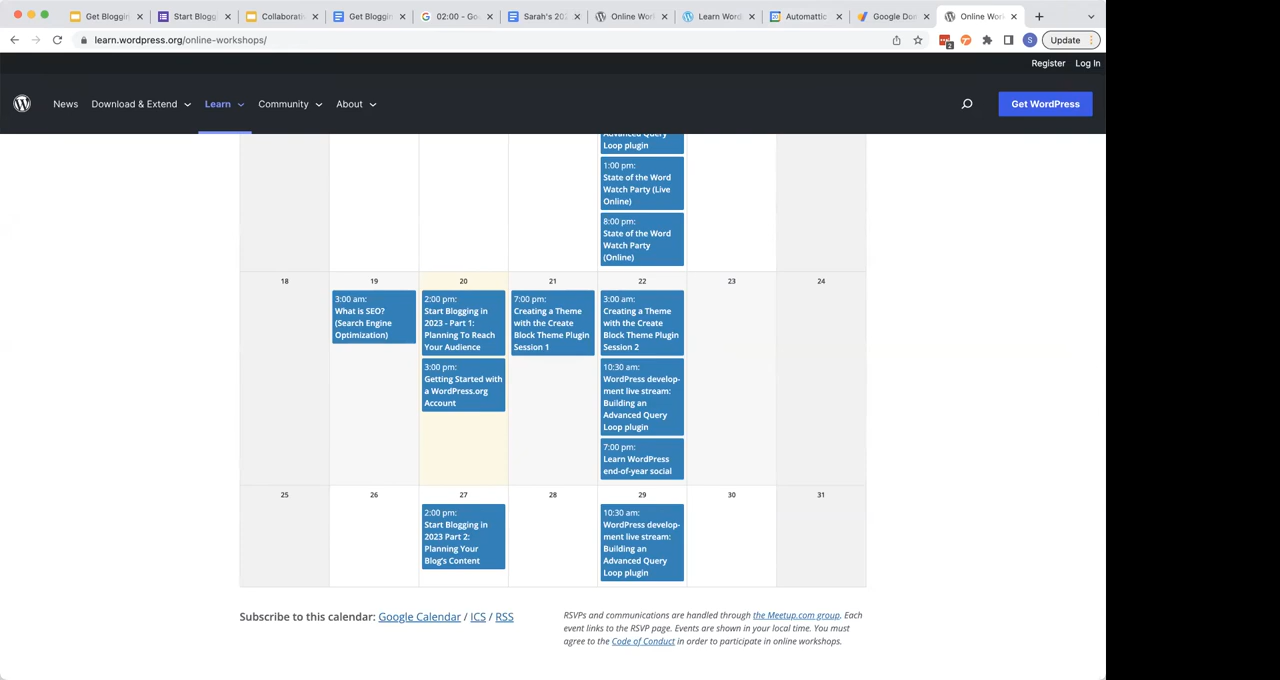 Get Bloggin
Start Blogg
Collaborati
Get Bloggin
02:00 - Go
Sarah's 202
Online Wor
Learn Word
Automattic
Google Don
Online Wor
learn.wordpress.org/online-workshops/
2
S
Update
Register
Log In
News
Download & Extend
Learn
Community
About
Get WordPress
Advanced Query
Loop plugin
1:00 pm:
State of the Word
Watch Party (Live
Online)
8:00 pm:
State of the Word
Watch Party
(Online)
18
19
20
21
22
23
24
3:00 am:
What is SEO?
(Search Engine
Optimization)
2:00 pm:
Start Blogging in
2023 - Part 1:
Planning To Reach
Your Audience
3:00 pm:
Getting Started with
a WordPress.org
Account
7:00 pm:
Creating a Theme
with the Create
Block Theme Plugin
Session 1
3:00 am:
Creating a Theme
with the Create
Block Theme Plugin
Session 2
10:30 am:
WordPress develop-
ment live stream:
Building an
Advanced Query
Loop plugin
7:00 pm:
Learn WordPress
end-of-year social
25
26
27
28
29
30
31
2:00 pm:
Start Blogging in
2023 Part 2:
Planning Your
Blog's Content
10:30 am:
WordPress develop-
ment live stream:
Building an
Advanced Query
Loop plugin
Subscribe to this calendar: Google Calendar / ICS / RSS
RSVPs and communications are handled through the Meetup.com group. Each
event links to the RSVP page. Events are shown in your local time. You must
agree to the Code of Conduct in order to participate in online workshops.